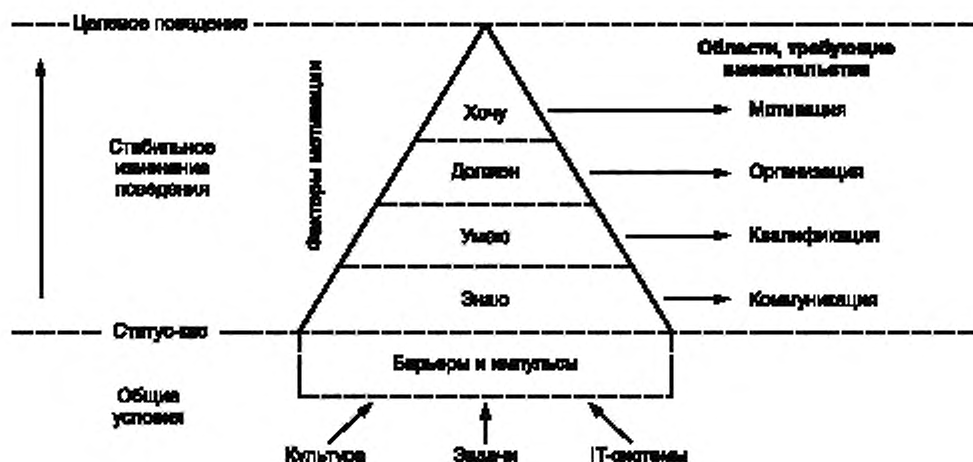 Целевое поведение
Области, требующие
вмешательства
Факторы мотивации
Хочу
Мотивация
Стабильное
изменение
поведения
Должен
Организация
Умею
Квалификация
Знаю
Коммуникация
Статус-кво
Барьеры и импульсы
Общие
условия
Культура
Задачи
IT-системы